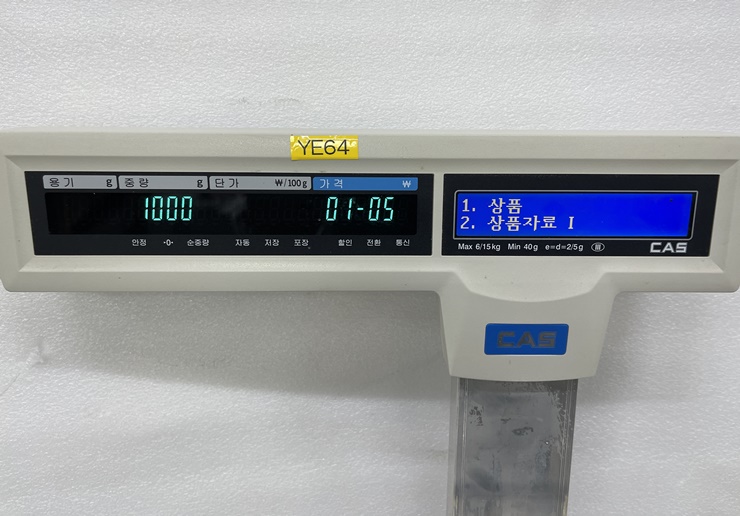 YE64
용기 g 중량 g 단가 ₩/100g 가격 ₩
1000 01-05
안정 →0← 순중량 자동 저장 포장 할인 전환 통신
1. 상품
2. 상품자료 I
Max 6/15kg Min 40g e=d=2/5g Ⅲ CAS
CAS